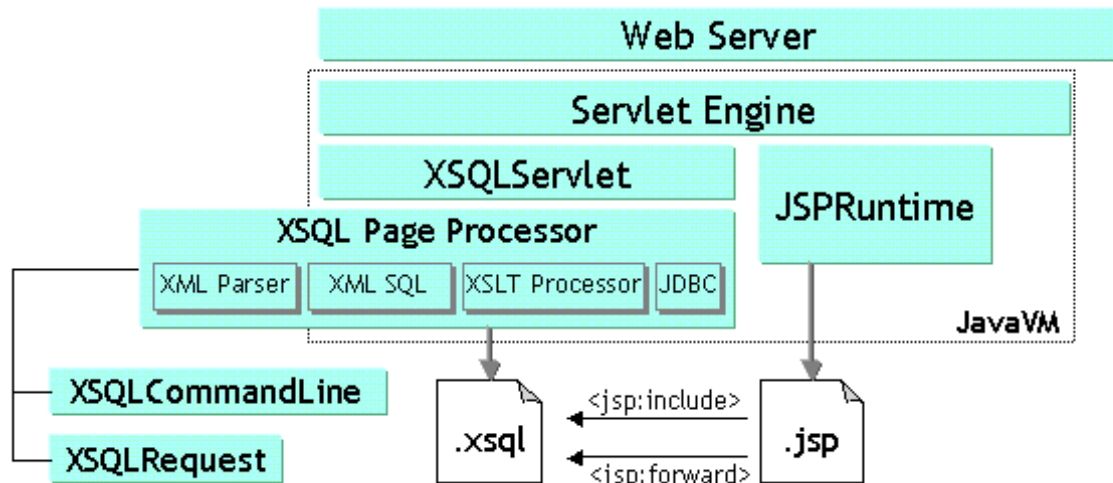 Web Server
Servlet Engine
XSQLServlet
JSPRuntime
XSQL Page Processor
XML Parser
XML SQL
XSLT Processor
JDBC
JavaVM
XSQLCommandLine
XSQLRequest
.xsql
<jsp:include>
<jsp:forward>
.jsp